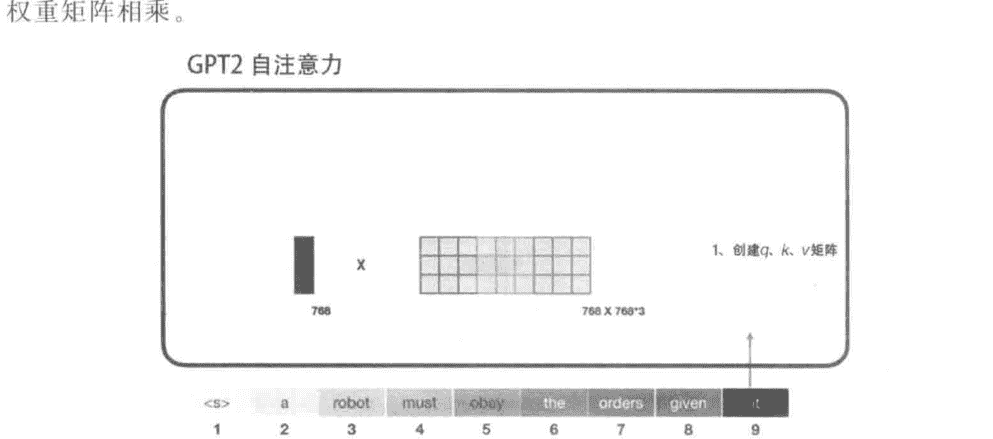 权重矩阵相乘。
GPT2 自注意力
X
1、创建q、k、v矩阵
768
768 X 768*3
<s> a robot must obey the orders given it
1 2 3 4 5 6 7 8 9